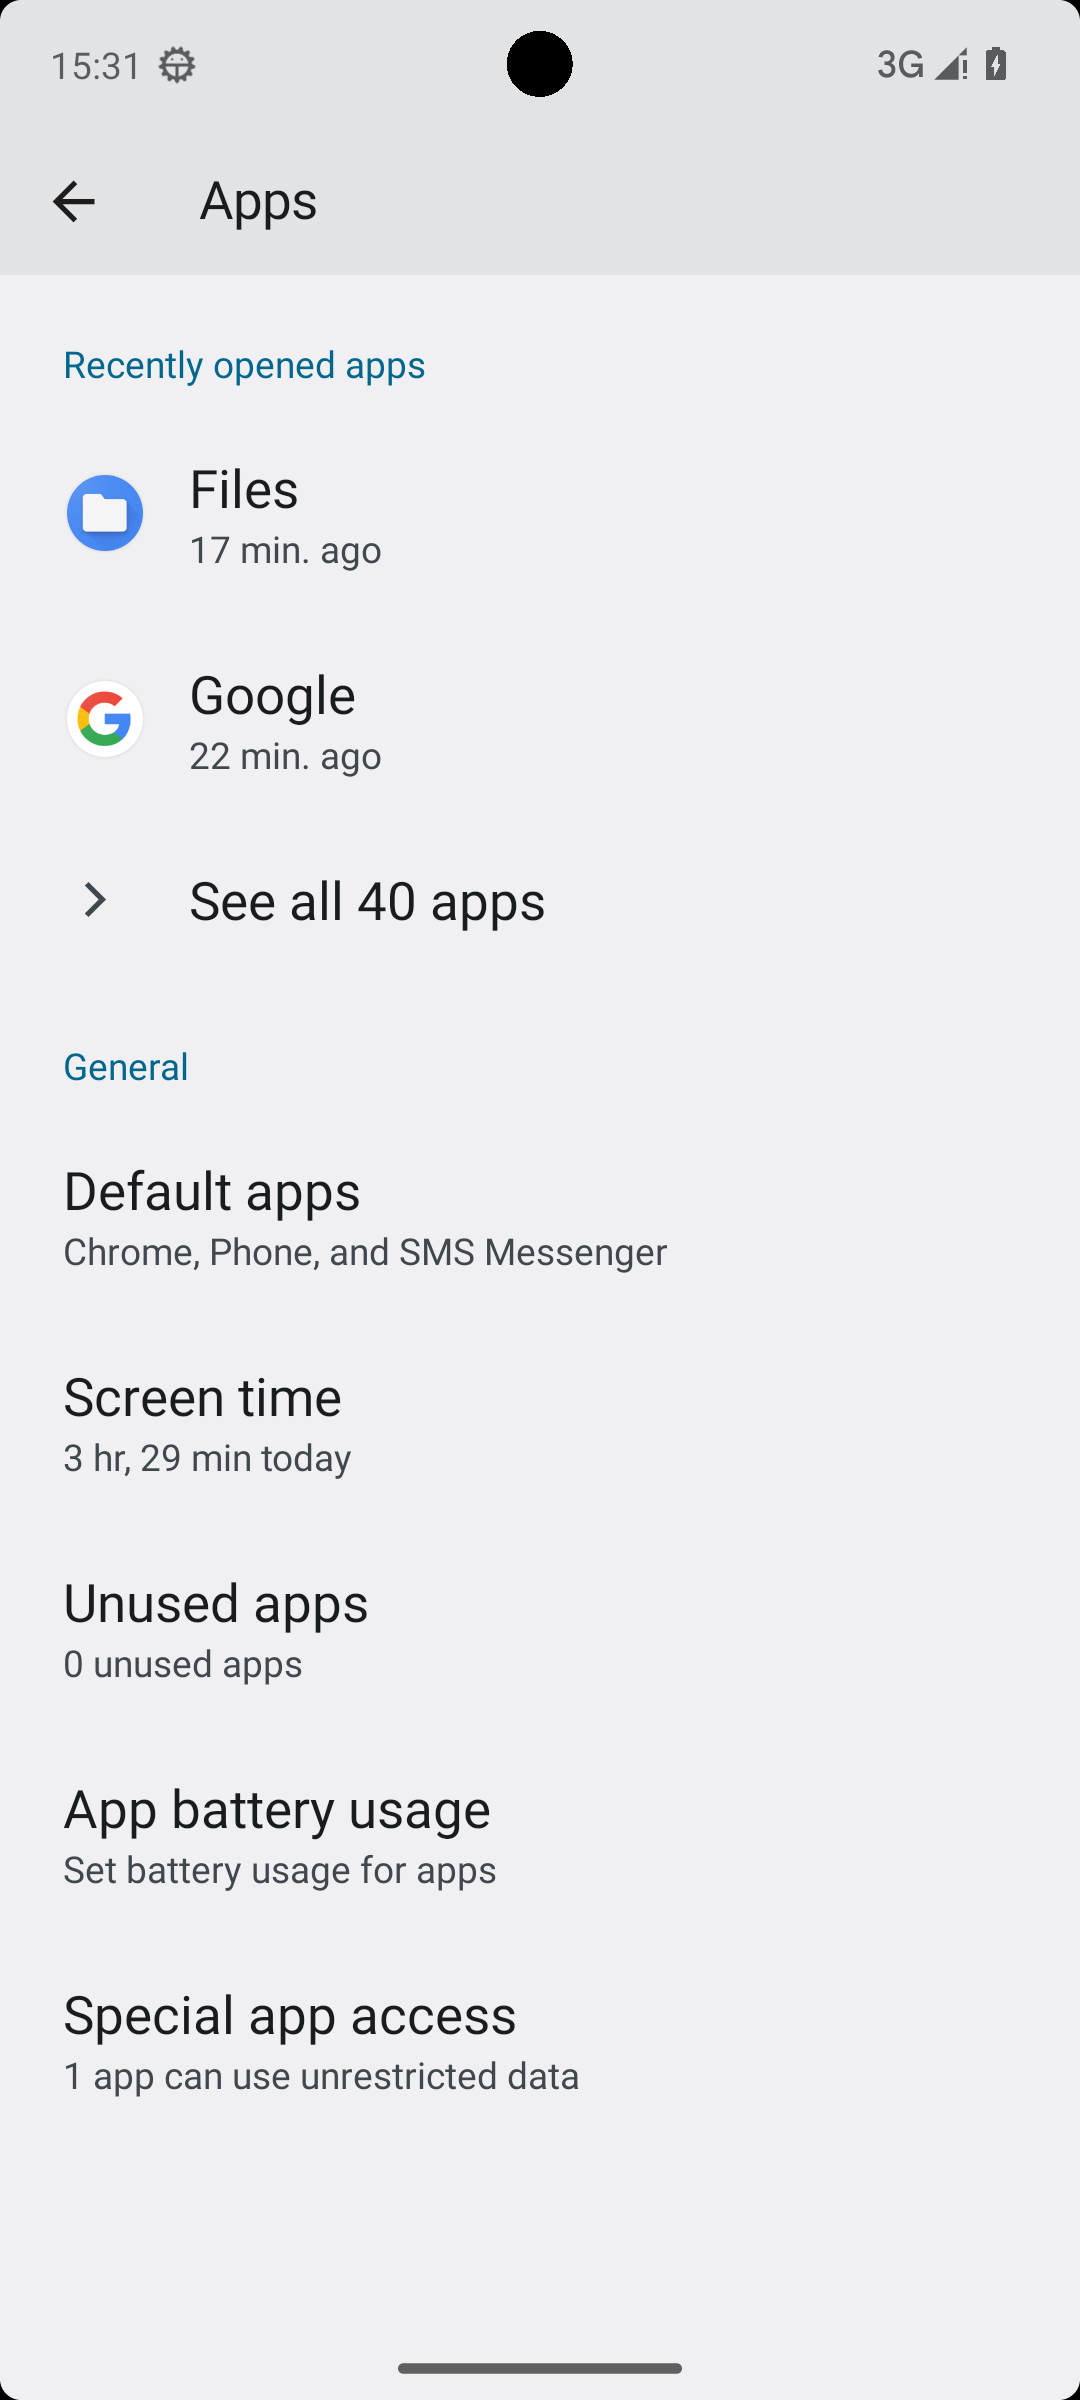 15:31
3G
Apps
Recently opened apps
Files
17 min. ago
Google
22 min. ago
See all 40 apps
General
Default apps
Chrome, Phone, and SMS Messenger
Screen time
3 hr, 29 min today
Unused apps
0 unused apps
App battery usage
Set battery usage for apps
Special app access
1 app can use unrestricted data